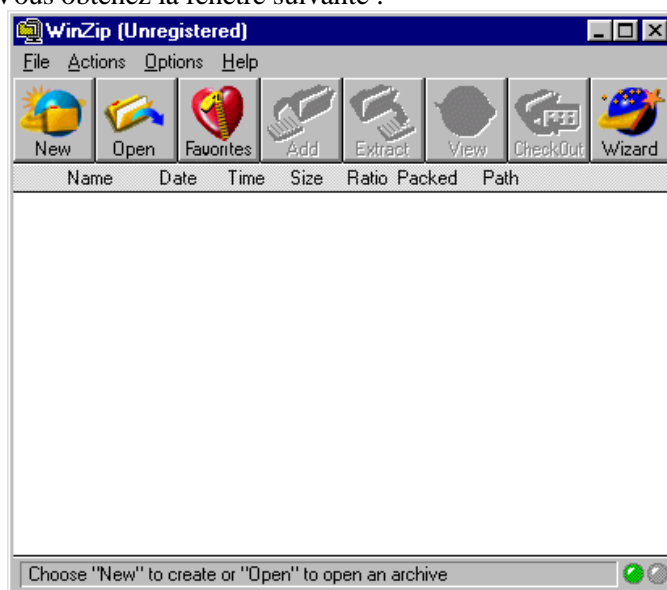 Vous obtenez la fenêtre suivante :
WinZip (Unregistered)
File Actions Options Help
New Open Favorites Add Extract View CheckOut Wizard
Name Date Time Size Ratio Packed Path
Choose "New" to create or "Open" to open an archive